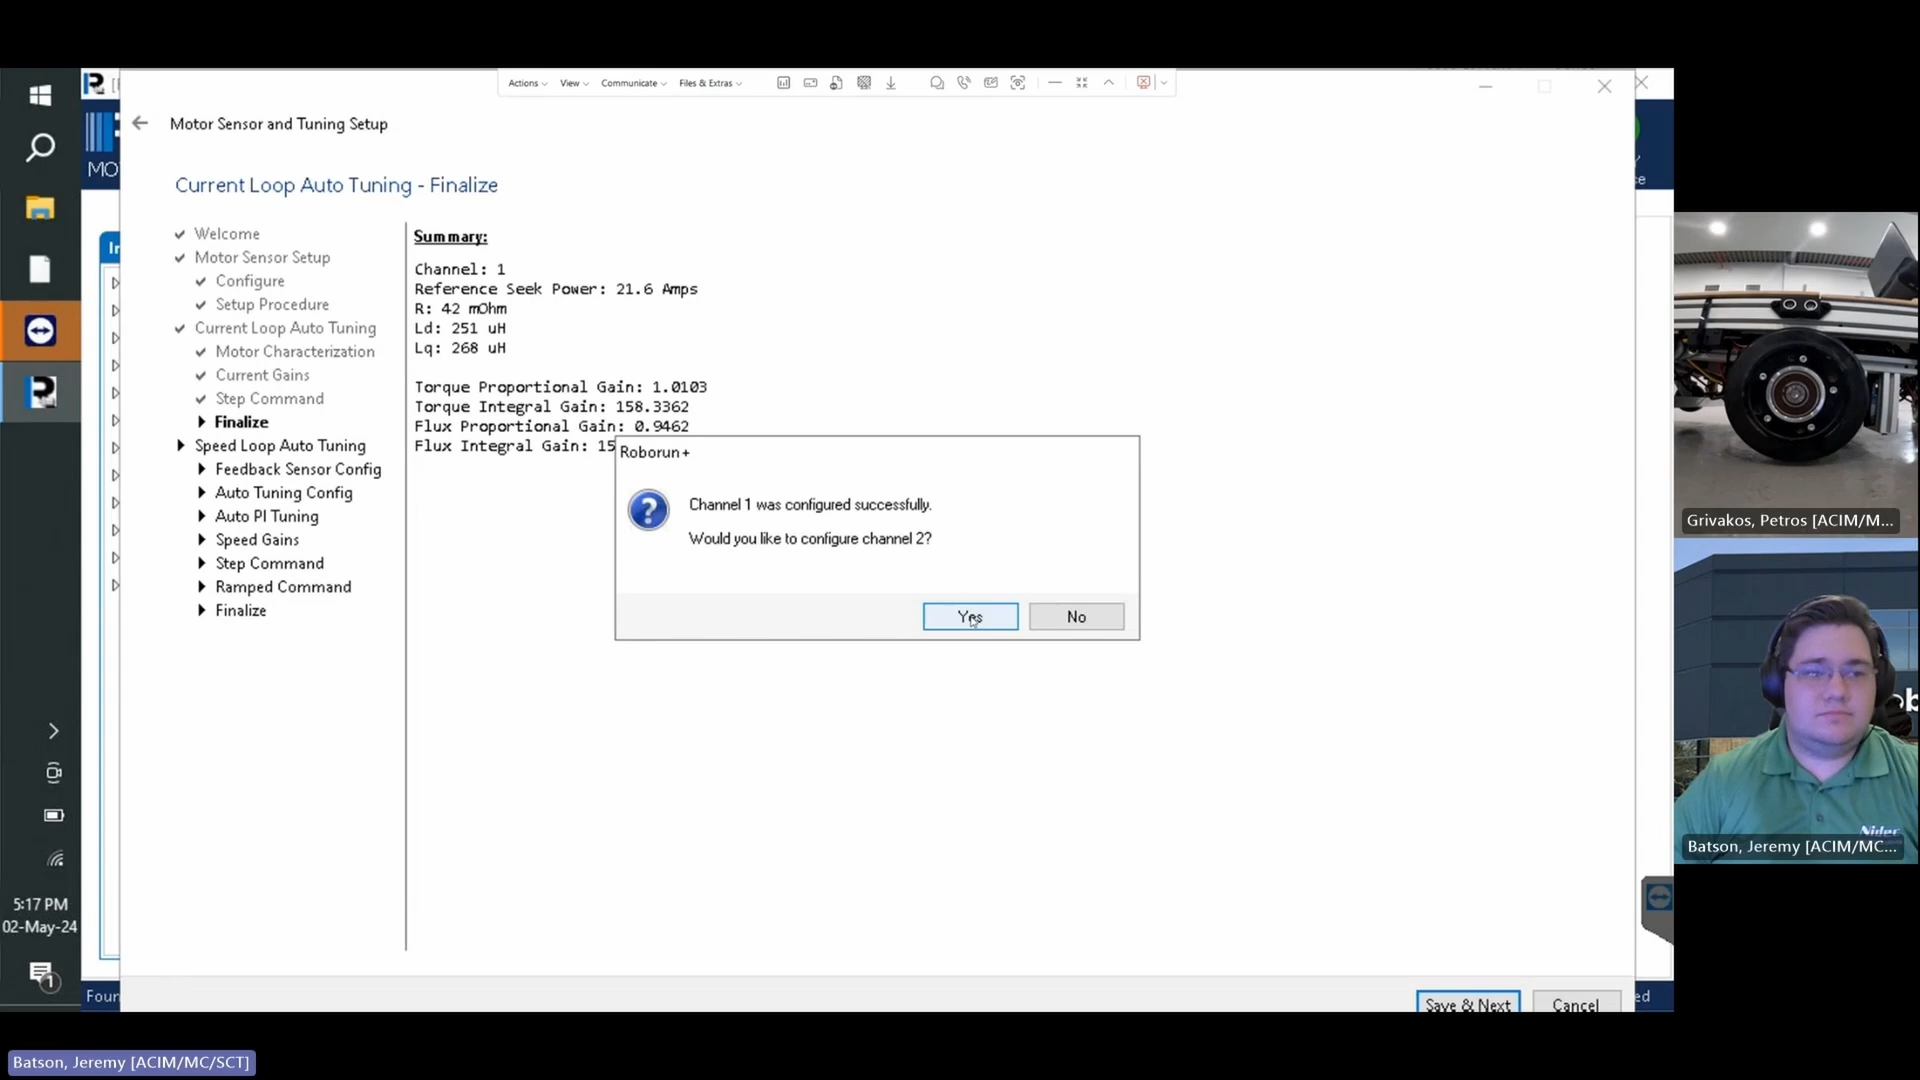 Actions View Communicate Files & Extras
Motor Sensor and Tuning Setup
MO
Current Loop Auto Tuning - Finalize
Welcome
Motor Sensor Setup
Configure
Setup Procedure
Current Loop Auto Tuning
Motor Characterization
Current Gains
Step Command
Finalize
Speed Loop Auto Tuning
Feedback Sensor Config
Auto Tuning Config
Auto PI Tuning
Speed Gains
Step Command
Ramped Command
Finalize
Summary:
Channel: 1
Reference Seek Power: 21.6 Amps
R: 42 mOhm
Ld: 251 uH
Lq: 268 uH
Torque Proportional Gain: 1.0103
Torque Integral Gain: 158.3362
Flux Proportional Gain: 0.9462
Flux Integral Gain: 15
Roborun+
Channel 1 was configured successfully.
Would you like to configure channel 2?
Yes No
Save & Next Cancel
5:17 PM
02-May-24
1
Foun
ed
Grivakos, Petros [ACIM/M...
Nidec
Batson, Jeremy [ACIM/MC...
Batson, Jeremy [ACIM/MC/SCT]